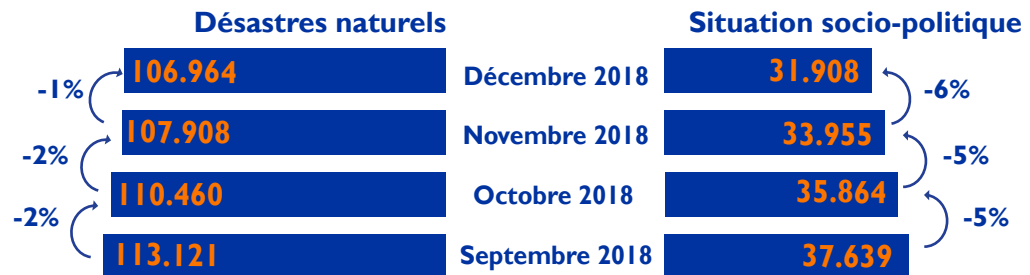 Désastres naturels
Situation socio-politique
106.964
Décembre 2018
31.908
-1%
-6%
107.908
Novembre 2018
33.955
-2%
-5%
110.460
Octobre 2018
35.864
-2%
-5%
113.121
Septembre 2018
37.639